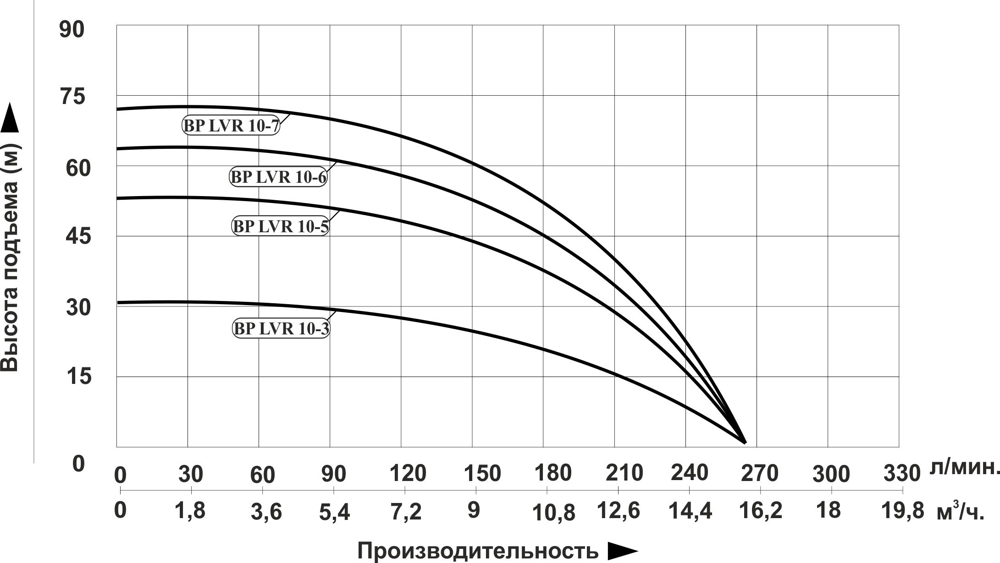 90
75
60
45
30
15
0
Высота подъема (м)
BP LVR 10-7
BP LVR 10-6
BP LVR 10-5
BP LVR 10-3
0 30 60 90 120 150 180 210 240 270 300 330 л/мин.
0 1,8 3,6 5,4 7,2 9 10,8 12,6 14,4 16,2 18 19,8 м³/ч.
Производительность